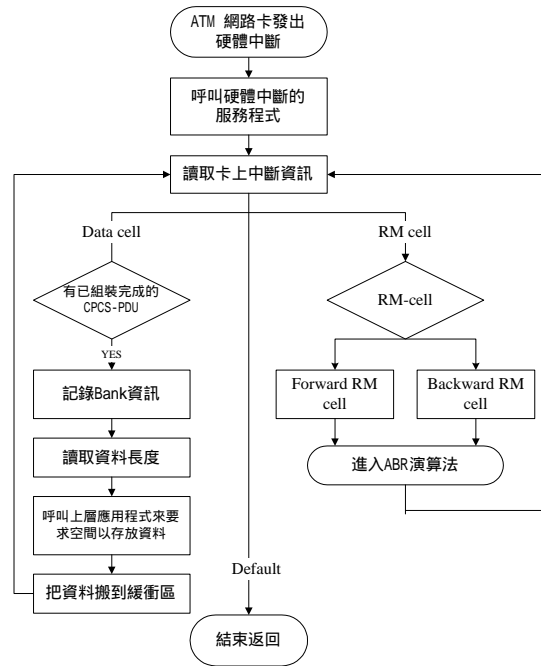 ATM 網路卡發出
硬體中斷
呼叫硬體中斷的
服務程式
讀取卡上中斷資訊
Data cell
RM cell
有已組裝完成的
CPCS-PDU
RM-cell
YES
記錄Bank資訊
Forward RM
cell
Backward RM
cell
讀取資料長度
進入ABR演算法
呼叫上層應用程式來要
求空間以存放資料
Default
把資料搬到緩衝區
結束返回